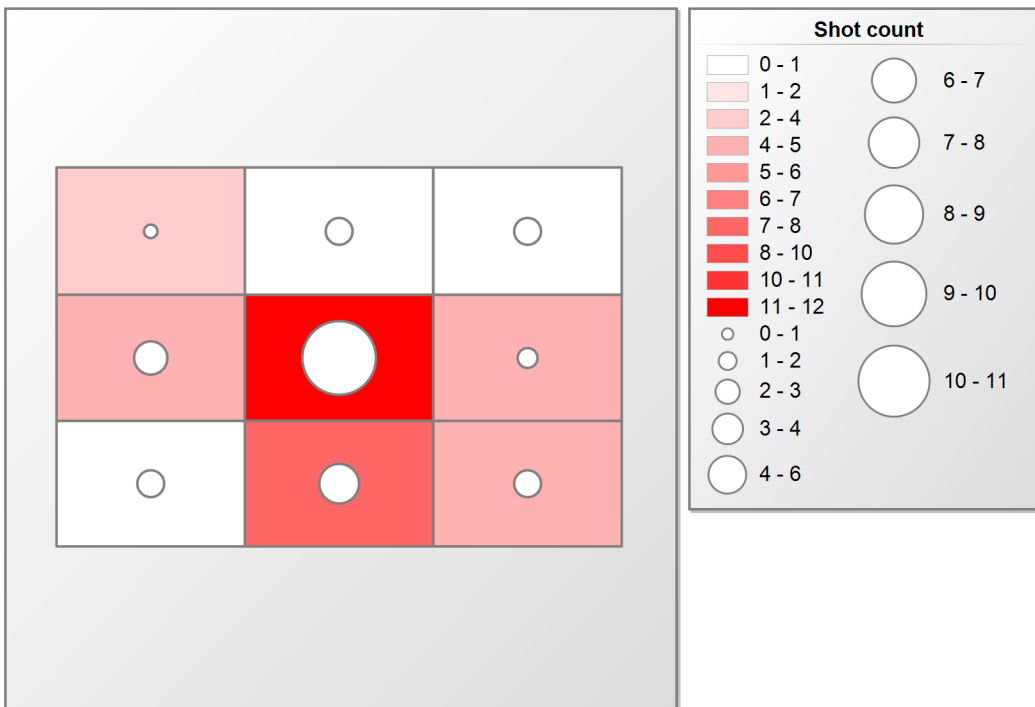 Shot count
0 - 1
1 - 2
2 - 4
4 - 5
5 - 6
6 - 7
7 - 8
8 - 10
10 - 11
11 - 12
0 - 1
1 - 2
2 - 3
3 - 4
4 - 6
6 - 7
7 - 8
8 - 9
9 - 10
10 - 11